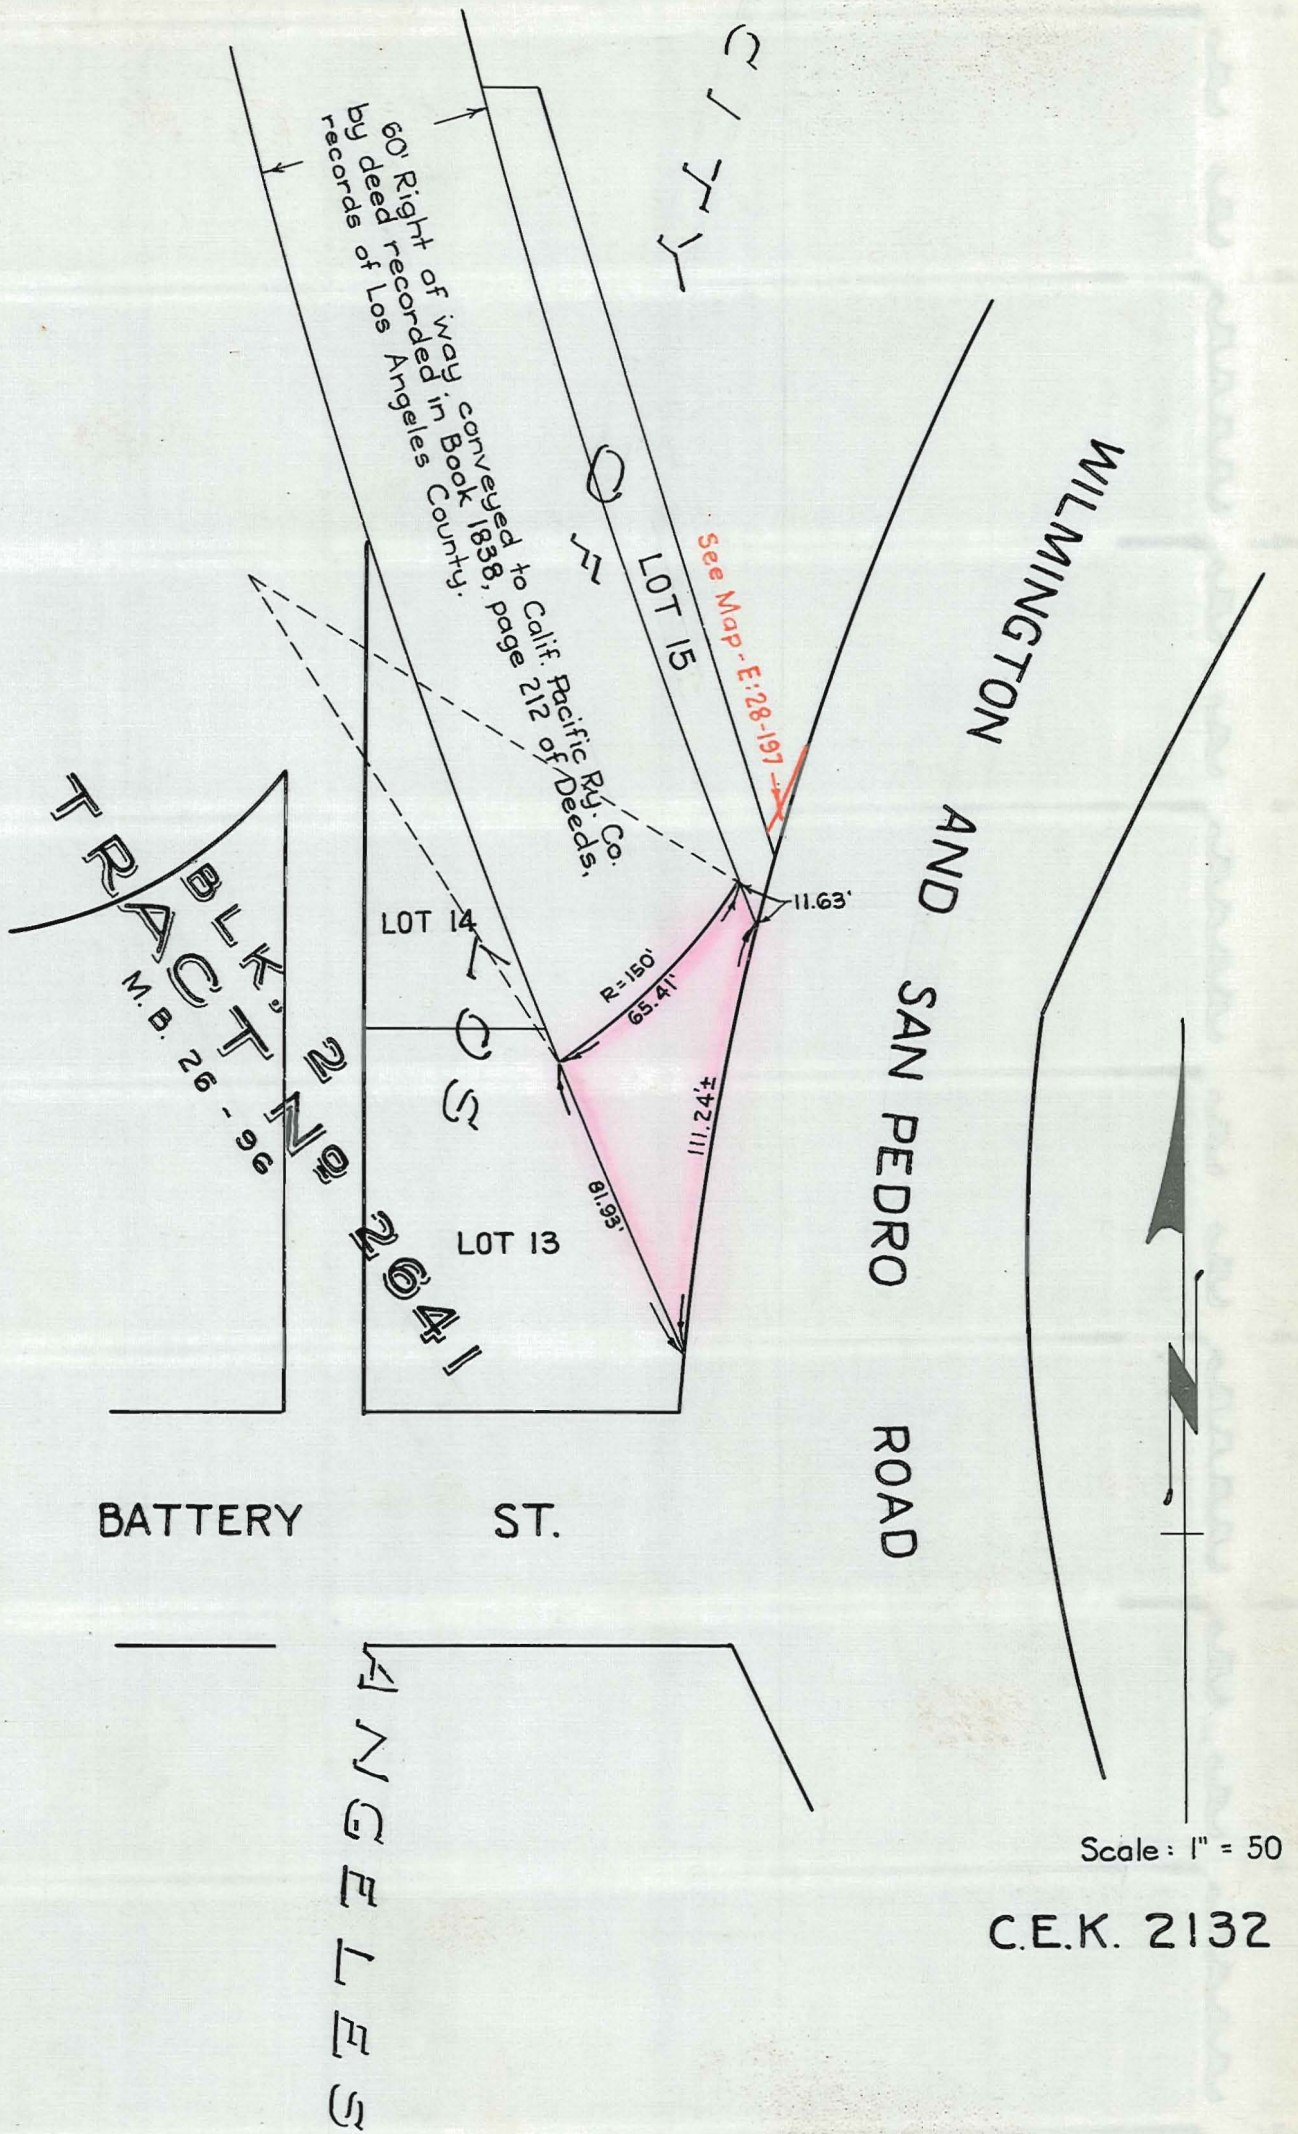 CITY
OF
LOS
ANGELES
60' Right of way conveyed to Calif. Pacific Ry. Co.
by deed recorded in Book 1838, page 212 of Deeds,
records of Los Angeles County.
LOT 15
See Map - E:28-197
WILMINGTON AND SAN PEDRO ROAD
11.63'
R=150'
65.41'
111.24'±
81.93'
LOT 14
LOT 13
BLK. 2
TRACT Nº 2641
M.B. 26 - 96
N
BATTERY ST.
Scale: 1" = 50
C.E.K. 2132